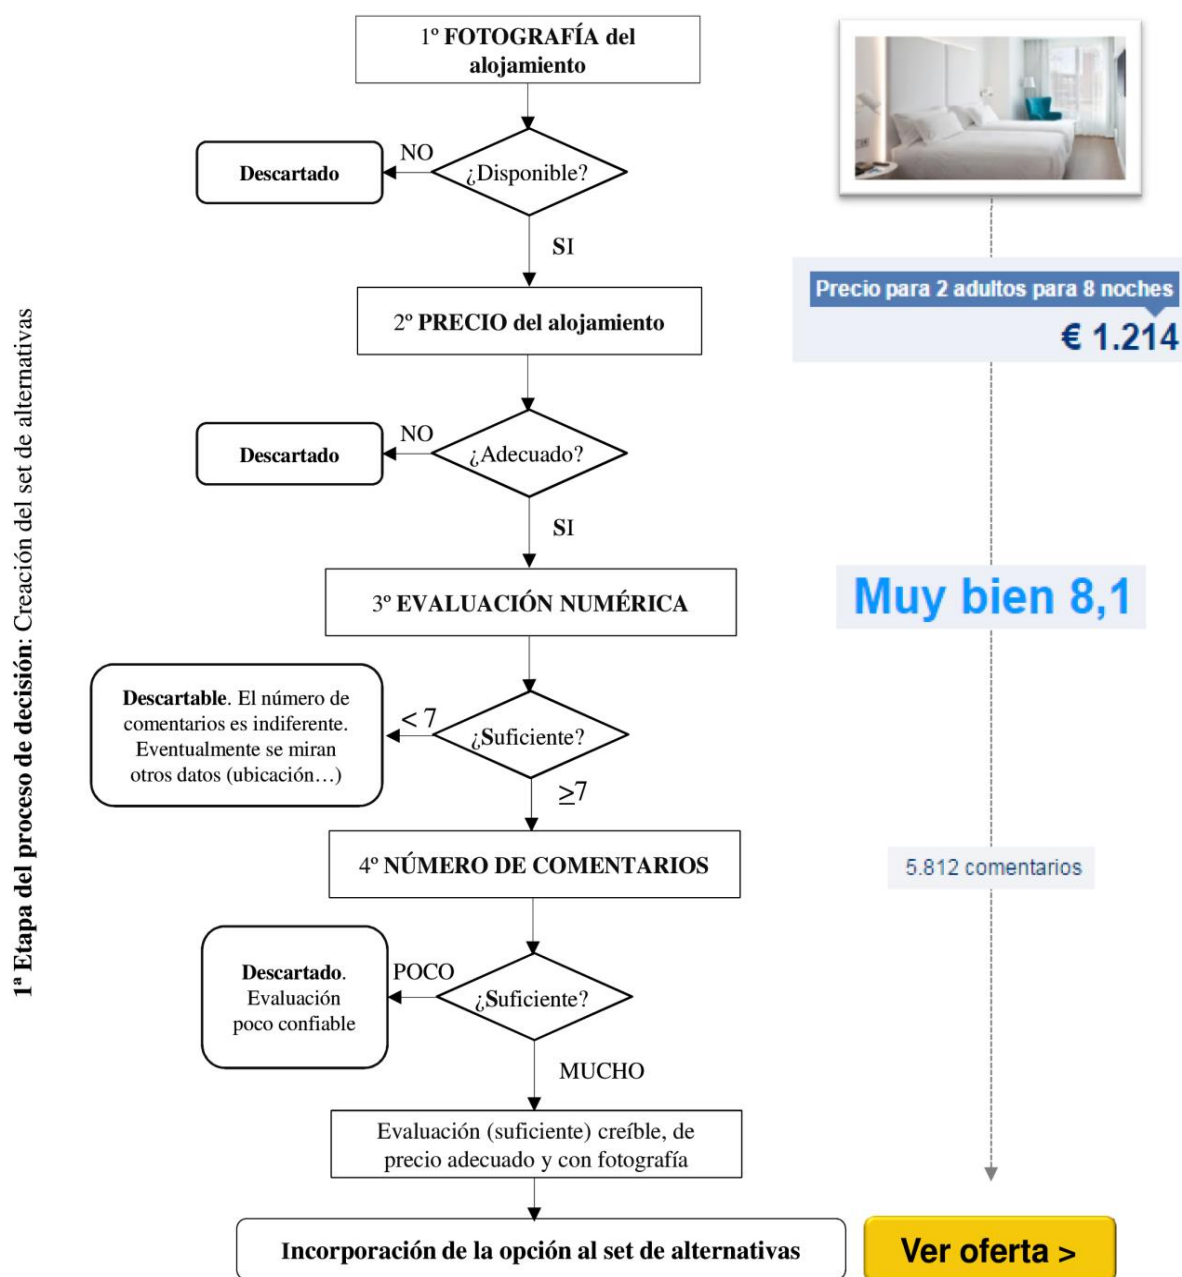 1ª Etapa del proceso de decisión: Creación del set de alternativas
1º FOTOGRAFÍA del
alojamiento
¿Disponible?
NO
Descartado
SI
Precio para 2 adultos para 8 noches
€ 1.214
2º PRECIO del alojamiento
¿Adecuado?
NO
Descartado
SI
3º EVALUACIÓN NUMÉRICA
Muy bien 8,1
Descartable. El número de
comentarios es indiferente.
Eventualmente se miran
otros datos (ubicación…)
< 7
¿Suficiente?
≥7
4º NÚMERO DE COMENTARIOS
5.812 comentarios
Descartado.
Evaluación
poco confiable
POCO
¿Suficiente?
MUCHO
Evaluación (suficiente) creíble, de
precio adecuado y con fotografía
Incorporación de la opción al set de alternativas
Ver oferta >